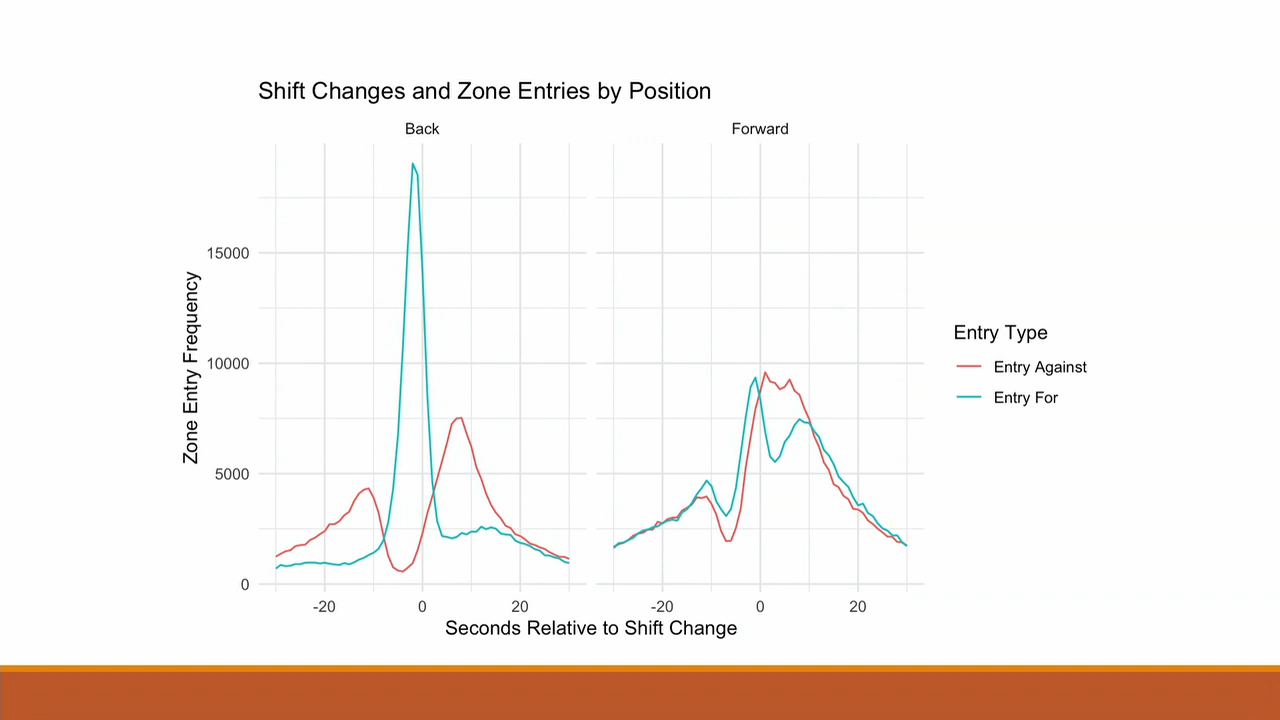 Shift Changes and Zone Entries by Position
Back
Forward
Zone Entry Frequency
15000
10000
5000
0
-20
0
20
-20
0
20
Seconds Relative to Shift Change
Entry Type
Entry Against
Entry For